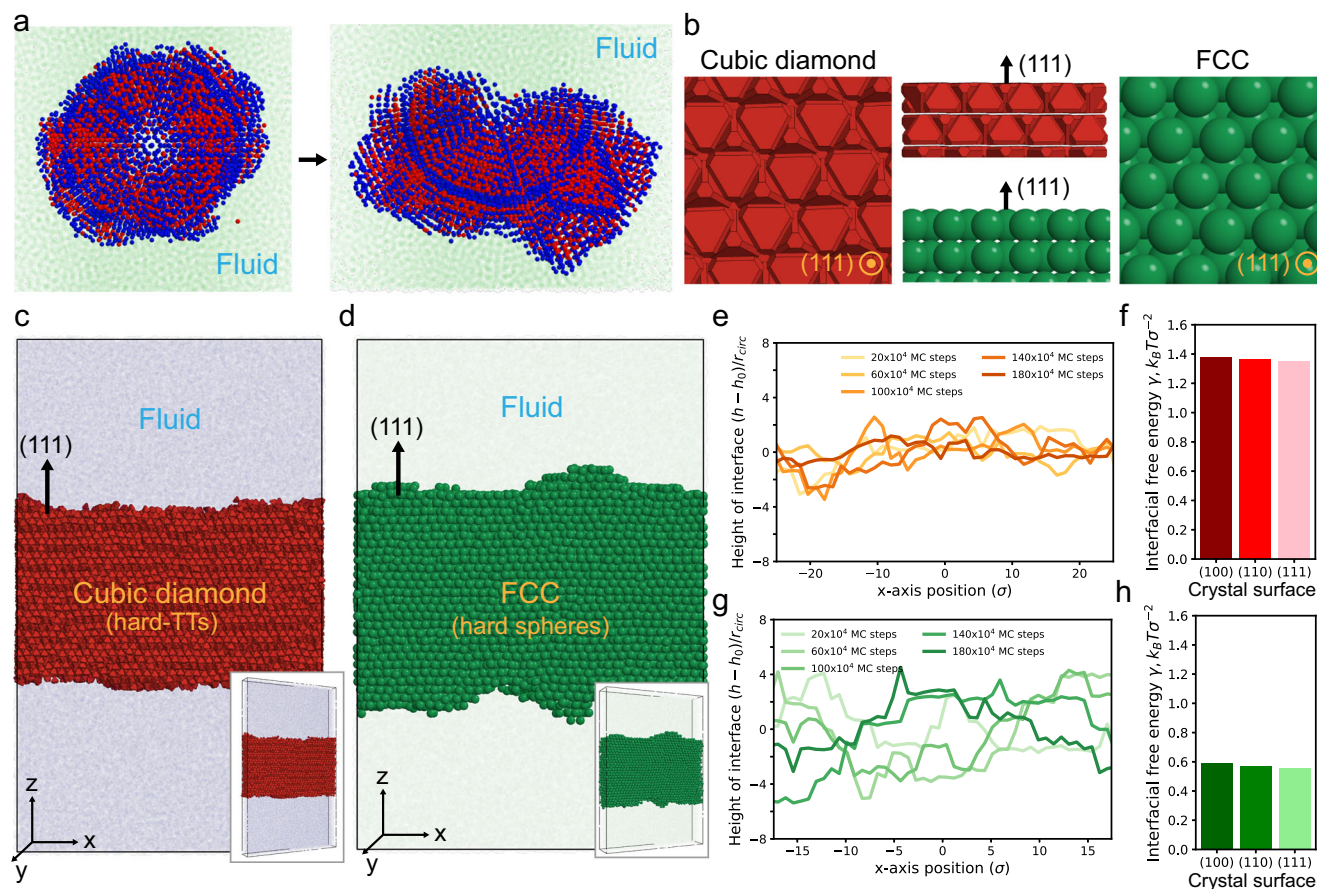 a
Fluid
Fluid
Fluid
b
Cubic diamond
(111)
FCC
(111)
(111)
(111)
c
Fluid
(111)
Cubic diamond
(hard-TTs)
z
x
y
d
Fluid
(111)
FCC
(hard spheres)
z
x
y
e
Height of interface (h − h₀)/r_circ
8
4
0
−4
−8
20x10⁴ MC steps
60x10⁴ MC steps
100x10⁴ MC steps
140x10⁴ MC steps
180x10⁴ MC steps
−20
−10
0
10
20
x-axis position (σ)
f
Interfacial free energy γ, k_BTσ⁻²
1.6
1.4
1.2
1.0
0.8
0.6
0.4
0.2
0.0
(100) (110) (111)
Crystal surface
g
Height of interface (h − h₀)/r_circ
8
4
0
−4
−8
20x10⁴ MC steps
60x10⁴ MC steps
100x10⁴ MC steps
140x10⁴ MC steps
180x10⁴ MC steps
−15
−10
−5
0
5
10
15
x-axis position (σ)
h
Interfacial free energy γ, k_BTσ⁻²
1.6
1.4
1.2
1.0
0.8
0.6
0.4
0.2
0.0
(100) (110) (111)
Crystal surface